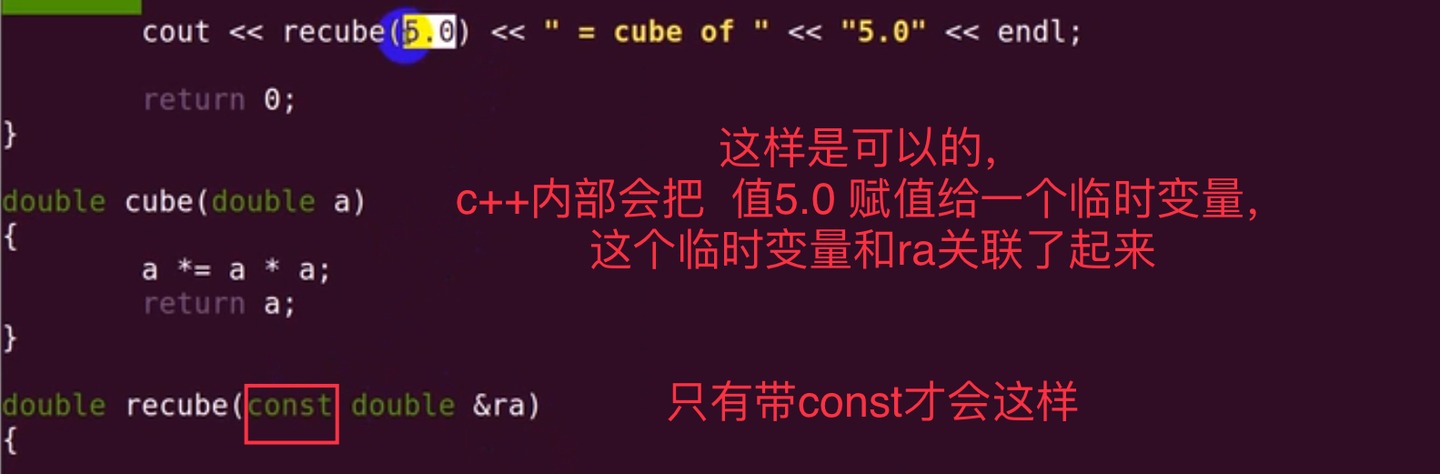 cout << recube(5.0) << " = cube of " << "5.0" << endl;
return 0;
}
这样是可以的，
c++内部会把 值5.0 赋值给一个临时变量，
这个临时变量和ra关联了起来
double cube(double a)
{
a *= a * a;
return a;
}
double recube(const double &ra)
只有带const才会这样
{